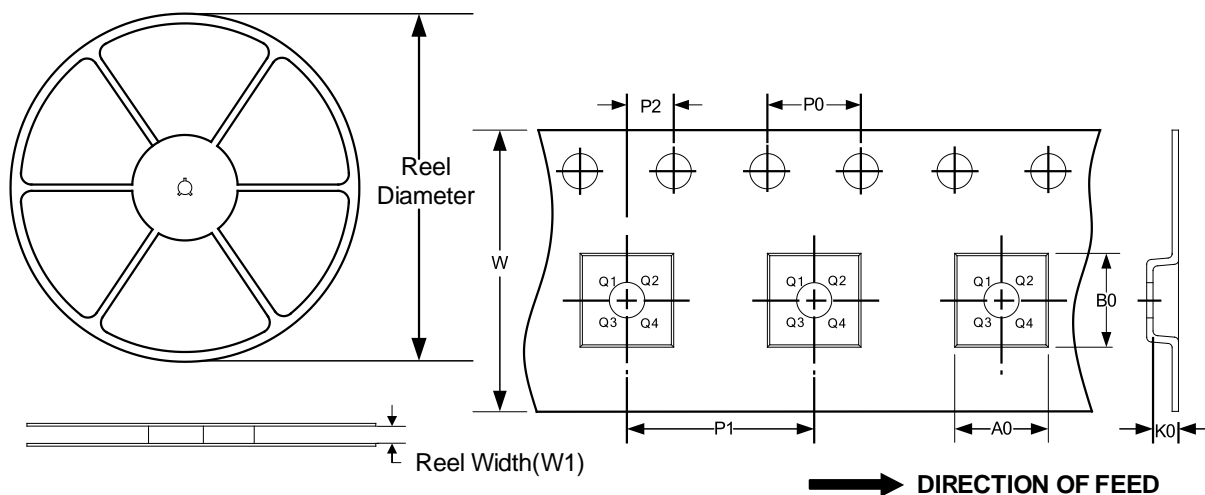 Reel
Diameter
Reel Width(W1)
P2
P0
W
Q1 Q2
Q3 Q4
Q1 Q2
Q3 Q4
Q1 Q2
Q3 Q4
B0
P1
A0
K0
DIRECTION OF FEED